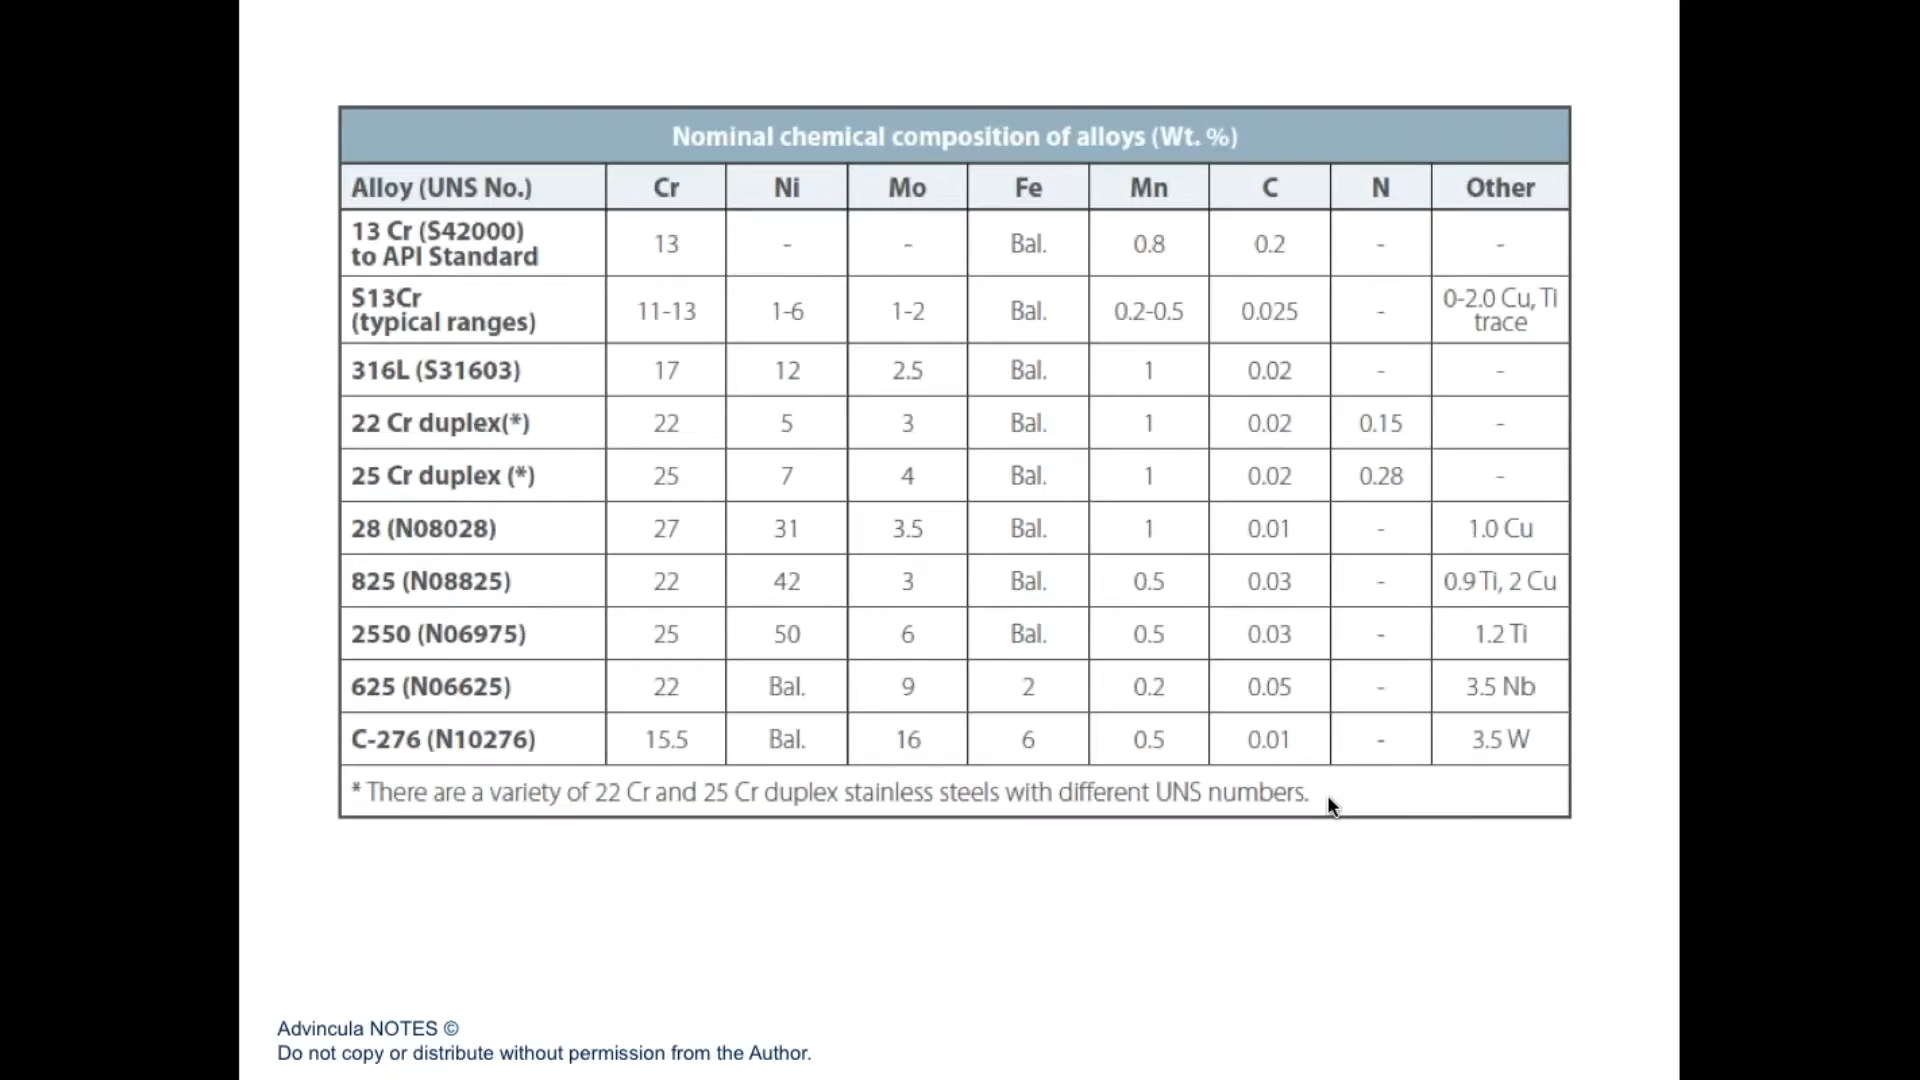 Nominal chemical composition of alloys (Wt. %)
Alloy (UNS No.) Cr Ni Mo Fe Mn C N Other
13 Cr (S42000) to API Standard 13 - - Bal. 0.8 0.2 - -
S13Cr (typical ranges) 11-13 1-6 1-2 Bal. 0.2-0.5 0.025 - 0-2.0 Cu, Ti trace
316L (S31603) 17 12 2.5 Bal. 1 0.02 - -
22 Cr duplex(*) 22 5 3 Bal. 1 0.02 0.15 -
25 Cr duplex (*) 25 7 4 Bal. 1 0.02 0.28 -
28 (N08028) 27 31 3.5 Bal. 1 0.01 - 1.0 Cu
825 (N08825) 22 42 3 Bal. 0.5 0.03 - 0.9 Ti, 2 Cu
2550 (N06975) 25 50 6 Bal. 0.5 0.03 - 1.2 Ti
625 (N06625) 22 Bal. 9 2 0.2 0.05 - 3.5 Nb
C-276 (N10276) 15.5 Bal. 16 6 0.5 0.01 - 3.5 W
* There are a variety of 22 Cr and 25 Cr duplex stainless steels with different UNS numbers.
Advincula NOTES ©
Do not copy or distribute without permission from the Author.